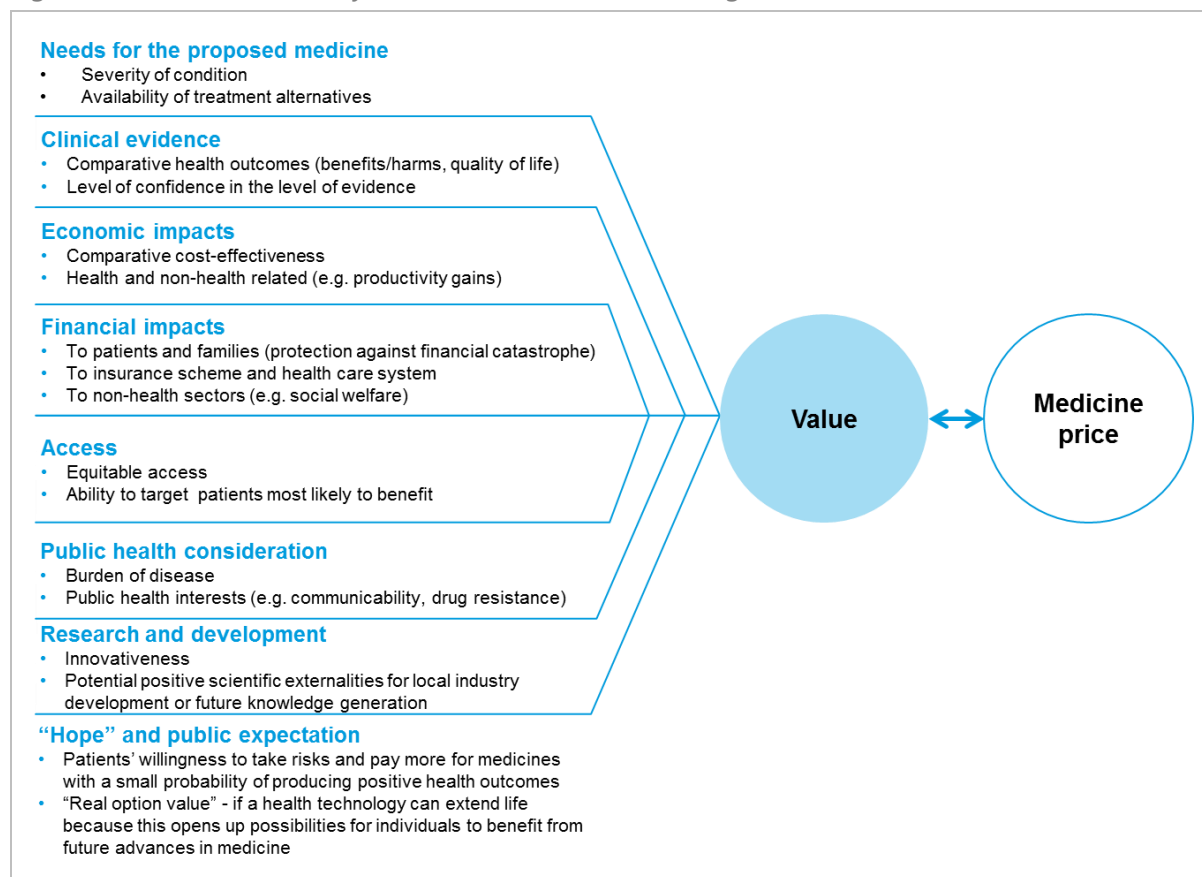 Needs for the proposed medicine
• Severity of condition
• Availability of treatment alternatives
Clinical evidence
• Comparative health outcomes (benefits/harms, quality of life)
• Level of confidence in the level of evidence
Economic impacts
• Comparative cost-effectiveness
• Health and non-health related (e.g. productivity gains)
Financial impacts
• To patients and families (protection against financial catastrophe)
• To insurance scheme and health care system
• To non-health sectors (e.g. social welfare)
Access
• Equitable access
• Ability to target patients most likely to benefit
Public health consideration
• Burden of disease
• Public health interests (e.g. communicability, drug resistance)
Research and development
• Innovativeness
• Potential positive scientific externalities for local industry
development or future knowledge generation
“Hope” and public expectation
• Patients’ willingness to take risks and pay more for medicines
with a small probability of producing positive health outcomes
• “Real option value” - if a health technology can extend life
because this opens up possibilities for individuals to benefit from
future advances in medicine
Value
Medicine
price